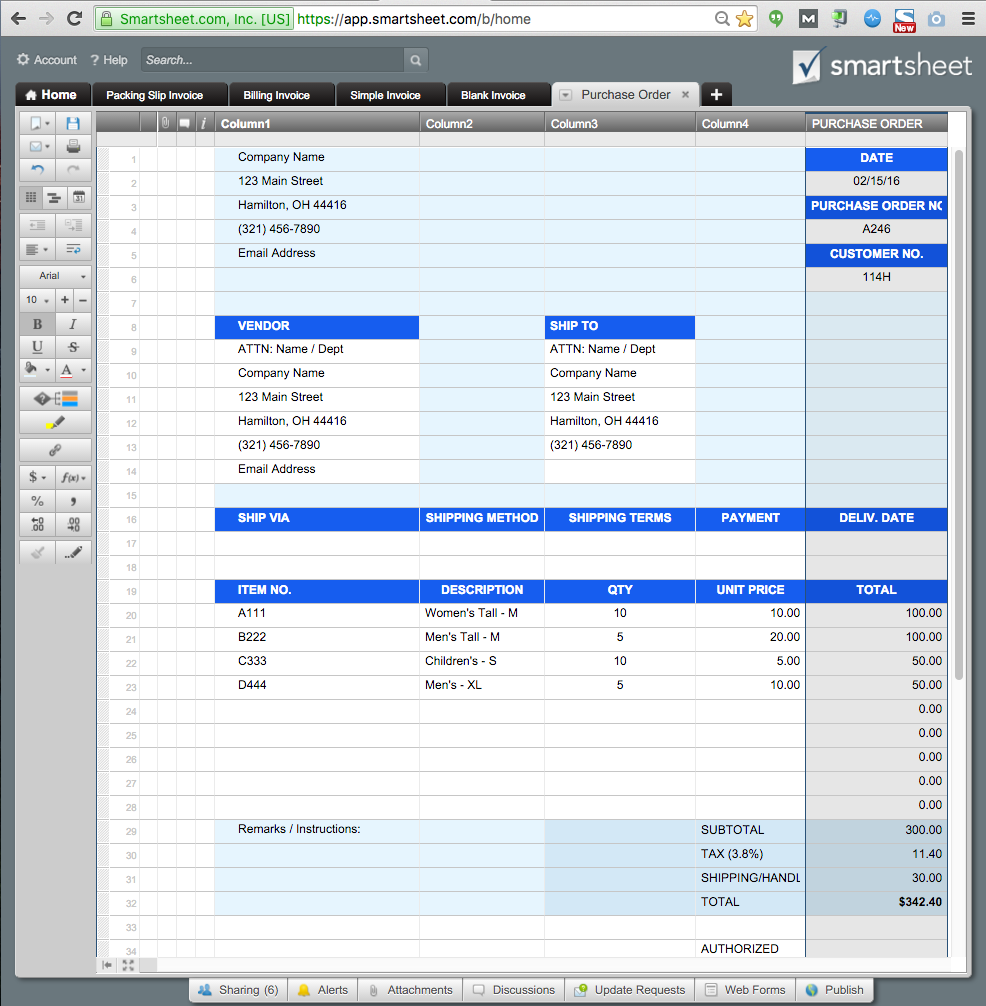 Smartsheet.com, Inc. [US] https://app.smartsheet.com/b/home
M
New
Account ? Help Search...
smartsheet
Home Packing Slip Invoice Billing Invoice Simple Invoice Blank Invoice Purchase Order × +
i Column1 Column2 Column3 Column4 PURCHASE ORDER
1 Company Name DATE
2 123 Main Street 02/15/16
3 Hamilton, OH 44416 PURCHASE ORDER NO
4 (321) 456-7890 A246
5 Email Address CUSTOMER NO.
6 114H
7
8 VENDOR SHIP TO
9 ATTN: Name / Dept ATTN: Name / Dept
10 Company Name Company Name
11 123 Main Street 123 Main Street
12 Hamilton, OH 44416 Hamilton, OH 44416
13 (321) 456-7890 (321) 456-7890
14 Email Address
15
16 SHIP VIA SHIPPING METHOD SHIPPING TERMS PAYMENT DELIV. DATE
17
18
19 ITEM NO. DESCRIPTION QTY UNIT PRICE TOTAL
20 A111 Women's Tall - M 10 10.00 100.00
21 B222 Men's Tall - M 5 20.00 100.00
22 C333 Children's - S 10 5.00 50.00
23 D444 Men's - XL 5 10.00 50.00
24 0.00
25 0.00
26 0.00
27 0.00
28 0.00
29 Remarks / Instructions: SUBTOTAL 300.00
30 TAX (3.8%) 11.40
31 SHIPPING/HANDL 30.00
32 TOTAL $342.40
33
34 AUTHORIZED
31
Arial
10 + −
B I
U S
A
$ f(x)
% ,
.00 .00
Sharing (6) Alerts Attachments Discussions Update Requests Web Forms Publish